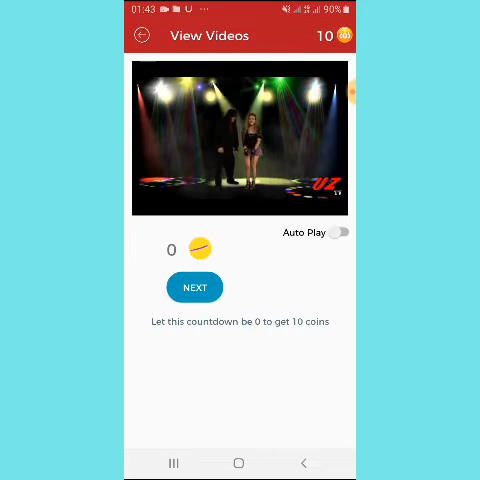 01:43 90%
View Videos 10
UZ
Auto Play
0
NEXT
Let this countdown be 0 to get 10 coins